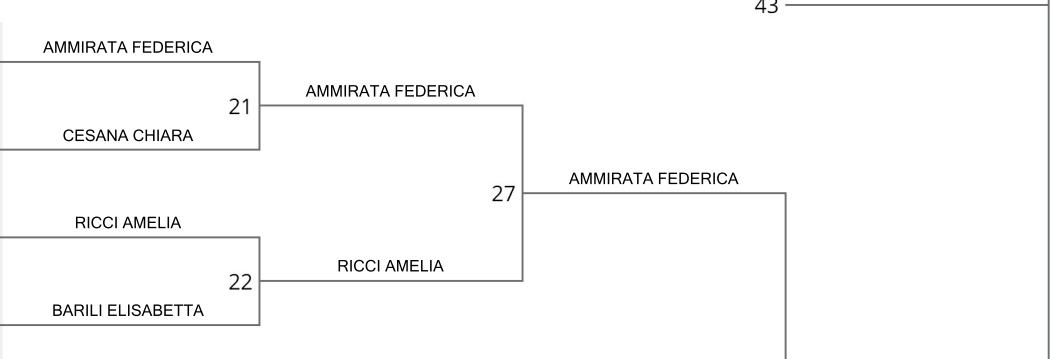 43
AMMIRATA FEDERICA
21
AMMIRATA FEDERICA
CESANA CHIARA
27
AMMIRATA FEDERICA
RICCI AMELIA
22
RICCI AMELIA
BARILI ELISABETTA